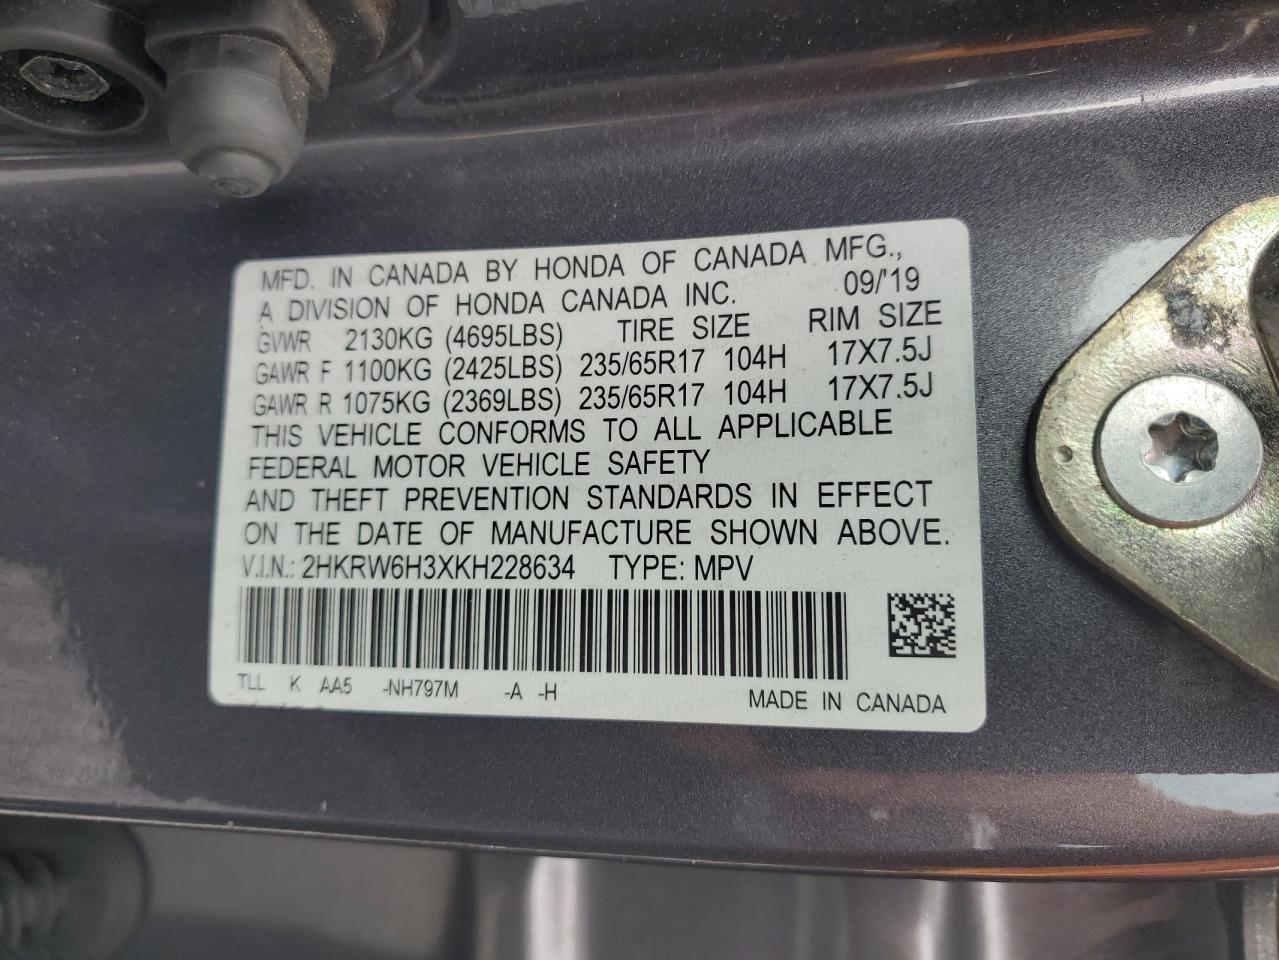 MFD. IN CANADA BY HONDA OF CANADA MFG.,
A DIVISION OF HONDA CANADA INC. 09/'19
GVWR 2130KG (4695LBS) TIRE SIZE RIM SIZE
GAWR F 1100KG (2425LBS) 235/65R17 104H 17X7.5J
GAWR R 1075KG (2369LBS) 235/65R17 104H 17X7.5J
THIS VEHICLE CONFORMS TO ALL APPLICABLE
FEDERAL MOTOR VEHICLE SAFETY
AND THEFT PREVENTION STANDARDS IN EFFECT
ON THE DATE OF MANUFACTURE SHOWN ABOVE.
V.I.N.: 2HKRW6H3XKH228634 TYPE: MPV
TLL K AA5 -NH797M -A -H
MADE IN CANADA